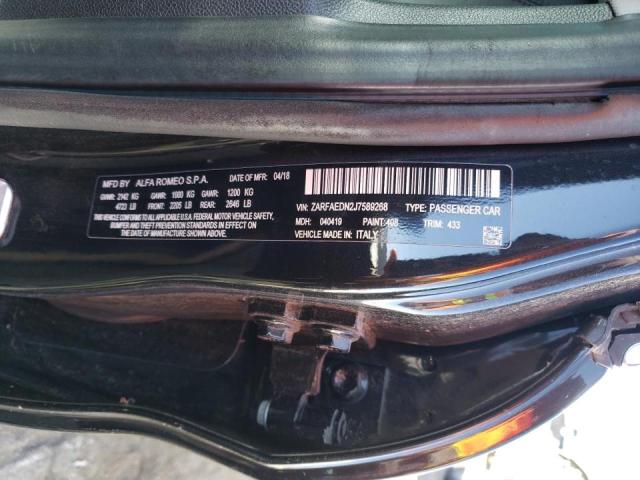 MFD BY ALFA ROMEO S.P.A. DATE OF MFR 04/18
GVWR: 2142 KG GAWR: 1000 KG GAWR: 1200 KG
4723 LB FRONT: 2205 LB REAR: 2646 LB
THIS VEHICLE CONFORMS TO ALL APPLICABLE U.S.A. FEDERAL MOTOR VEHICLE SAFETY,
BUMPER AND THEFT PREVENTION STANDARDS IN EFFECT ON
THE DATE OF MANUFACTURE SHOWN ABOVE.
VIN: ZARFAEDN2J7589268 TYPE: PASSENGER CAR
MDH: 040419 PAINT: 408 TRIM: 433
VEHICLE MADE IN: ITALY